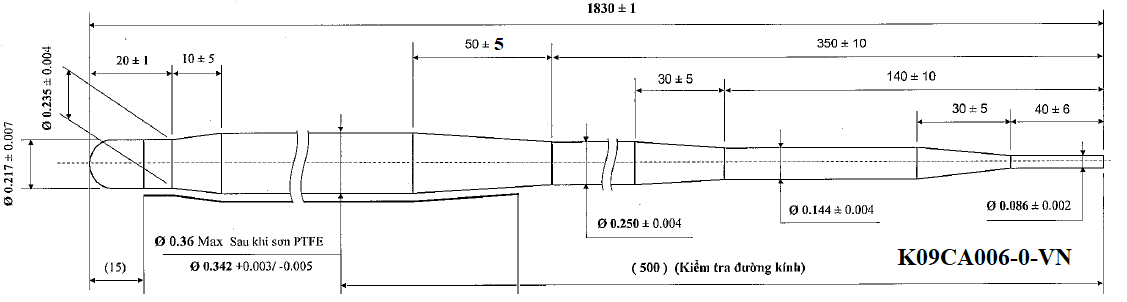 1830 ± 1
50 ± 5
350 ± 10
20 ± 1
10 ± 5
30 ± 5
140 ± 10
30 ± 5
40 ± 6
Ø 0.235 ± 0.004
Ø 0.217 ± 0.007
Ø 0.250 ± 0.004
Ø 0.144 ± 0.004
Ø 0.086 ± 0.002
Ø 0.36 Max Sau khi sơn PTFE
Ø 0.342 +0.003/ -0.005
(15)
( 500 ) (Kiểm tra đường kính)
K09CA006-0-VN